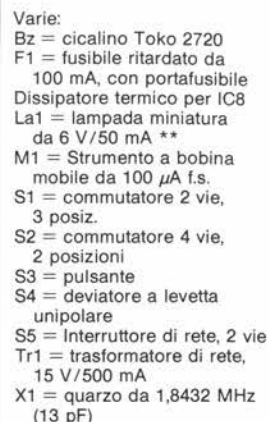 Varie:
Bz = cicalino Toko 2720
F1 = fusibile ritardato da
100 mA, con portafusibile
Dissipatore termico per IC8
La1 = lampada miniatura
da 6 V/50 mA **
M1 = Strumento a bobina
mobile da 100 μA f.s.
S1 = commutatore 2 vie,
3 posiz.
S2 = commutatore 4 vie,
2 posizioni
S3 = pulsante
S4 = deviatore a levetta
unipolare
S5 = Interruttore di rete, 2 vie
Tr1 = trasformatore di rete,
15 V/500 mA
X1 = quarzo da 1,8432 MHz
(13 pF)